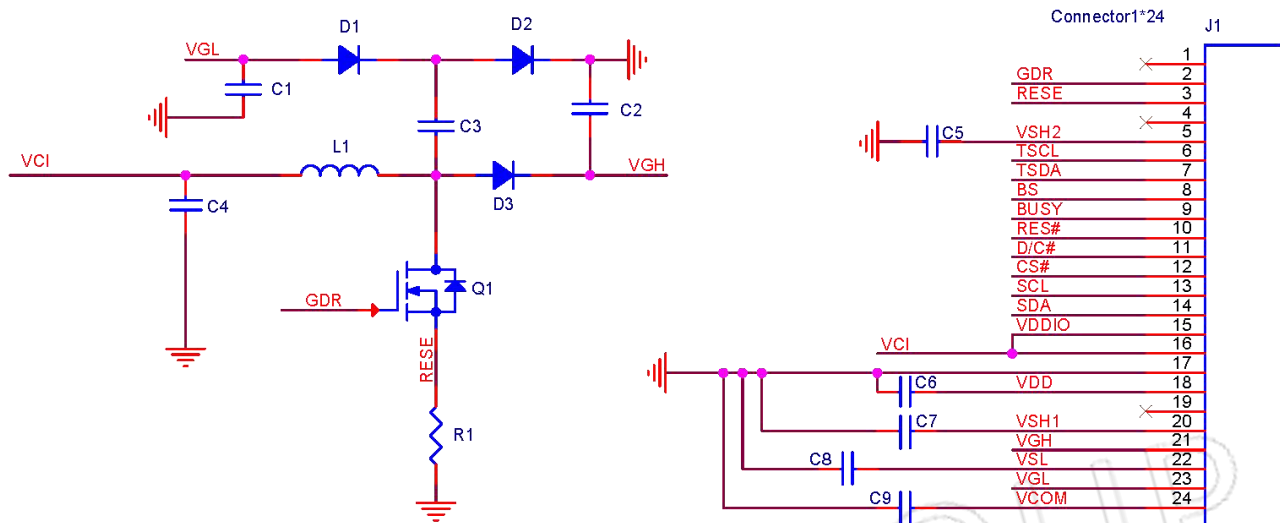 Connector1*24
J1
D1
D2
VGL
C1
C2
C3
L1
VCI
VGH
D3
C4
Q1
GDR
RESE
R1
1
GDR 2
RESE 3
4
C5 VSH2 5
TSCL 6
TSDA 7
BS 8
BUSY 9
RES# 10
D/C# 11
CS# 12
SCL 13
SDA 14
VDDIO 15
VCI 16
17
C6 VDD 18
19
C7 VSH1 20
VGH 21
C8 VSL 22
VGL 23
C9 VCOM 24